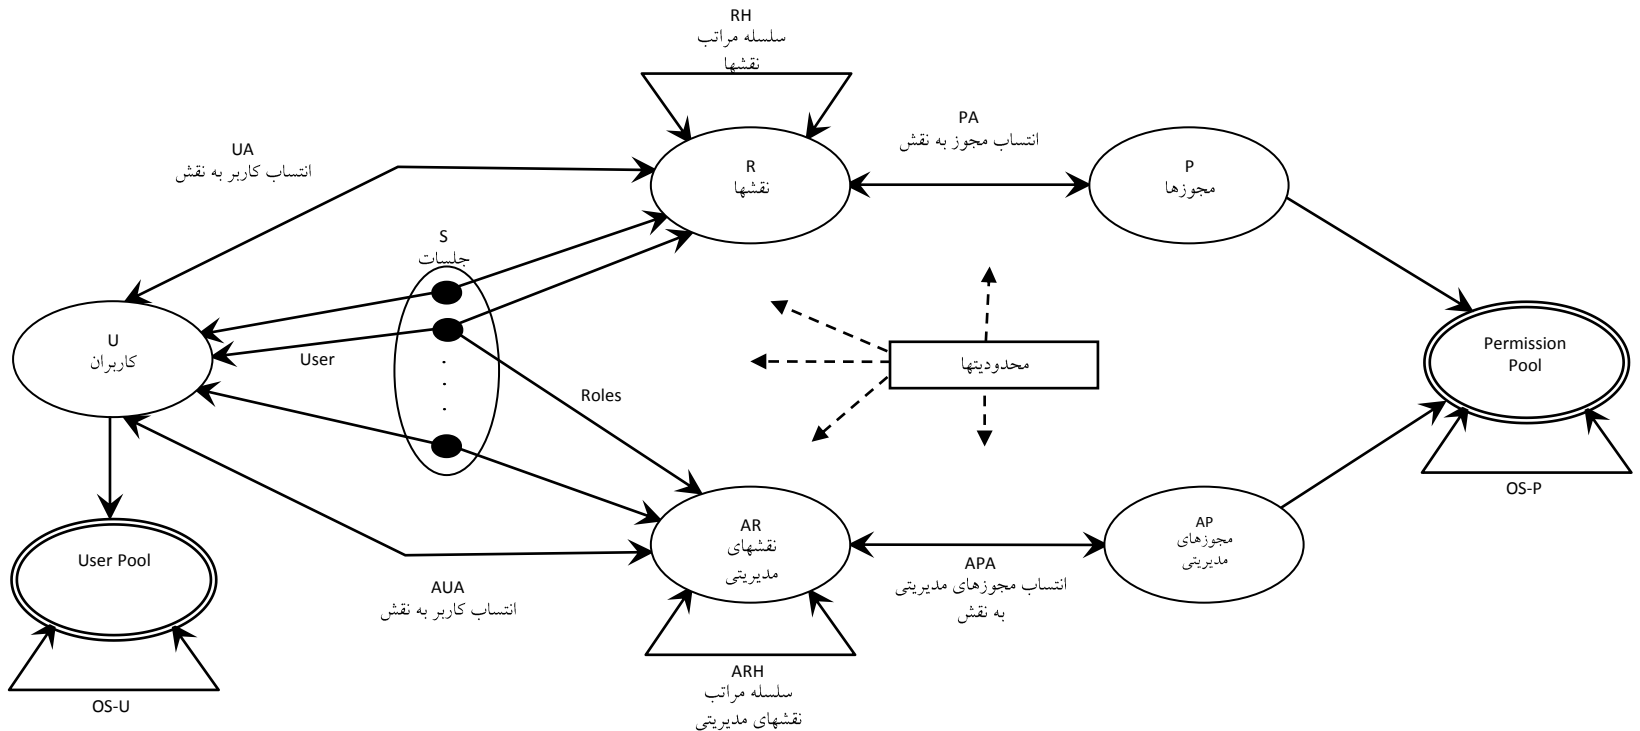 RH
سلسله مراتب
نقشها
PA
انتساب مجوز به نقش
UA
انتساب کاربر به نقش
R
نقشها
P
مجوزها
S
جلسات
U
کاربران
User
محدودیتها
Permission
Pool
Roles
OS-P
User Pool
AR
نقشهای
مدیریتی
AP
مجوزهای
مدیریتی
APA
انتساب مجوزهای مدیریتی
به نقش
AUA
انتساب کاربر به نقش
ARH
سلسله مراتب
نقشهای مدیریتی
OS-U